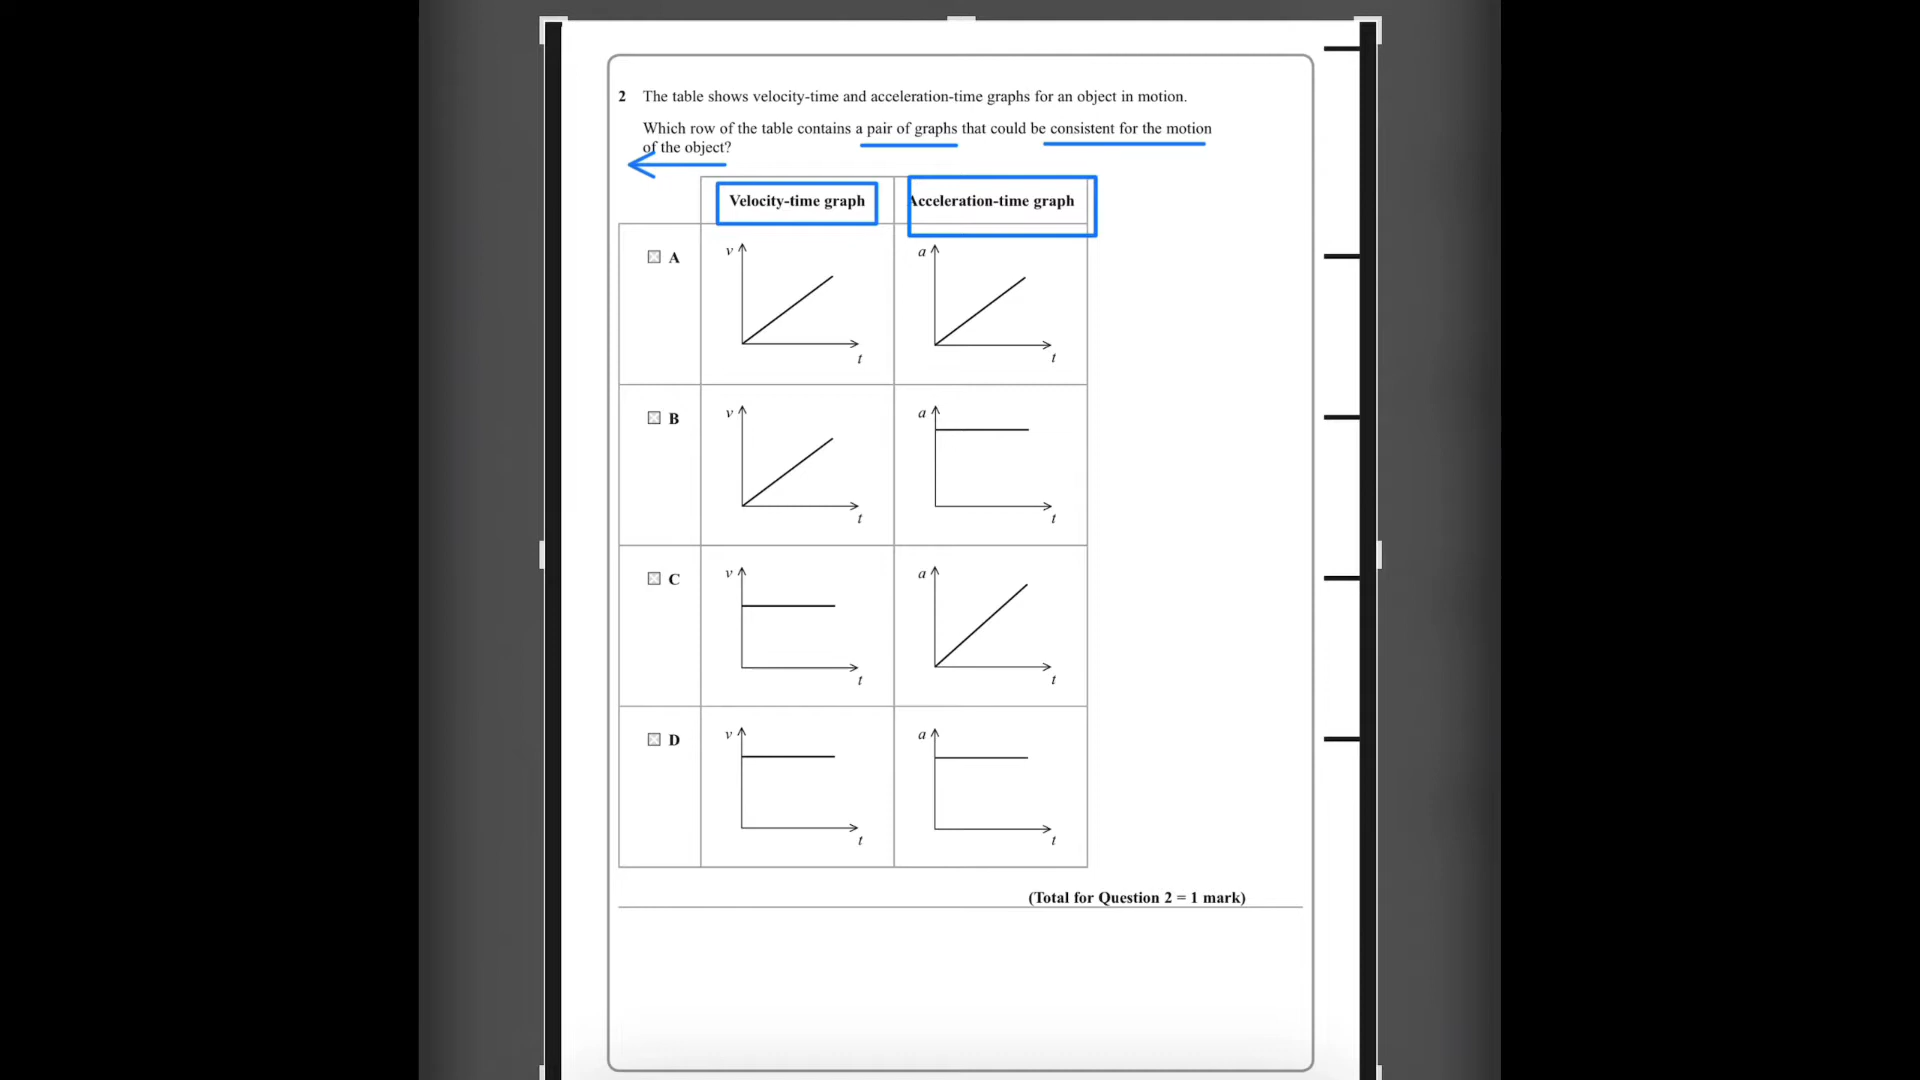 2 The table shows velocity-time and acceleration-time graphs for an object in motion.
Which row of the table contains a pair of graphs that could be consistent for the motion
of the object?
Velocity-time graph Acceleration-time graph
A v t a t
B v t a t
C v t a t
D v t a t
(Total for Question 2 = 1 mark)